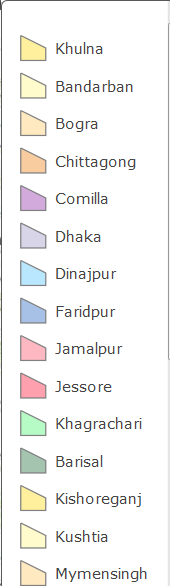 Khulna
Bandarban
Bogra
Chittagong
Comilla
Dhaka
Dinajpur
Faridpur
Jamalpur
Jessore
Khagrachari
Barisal
Kishoreganj
Kushtia
Mymensingh